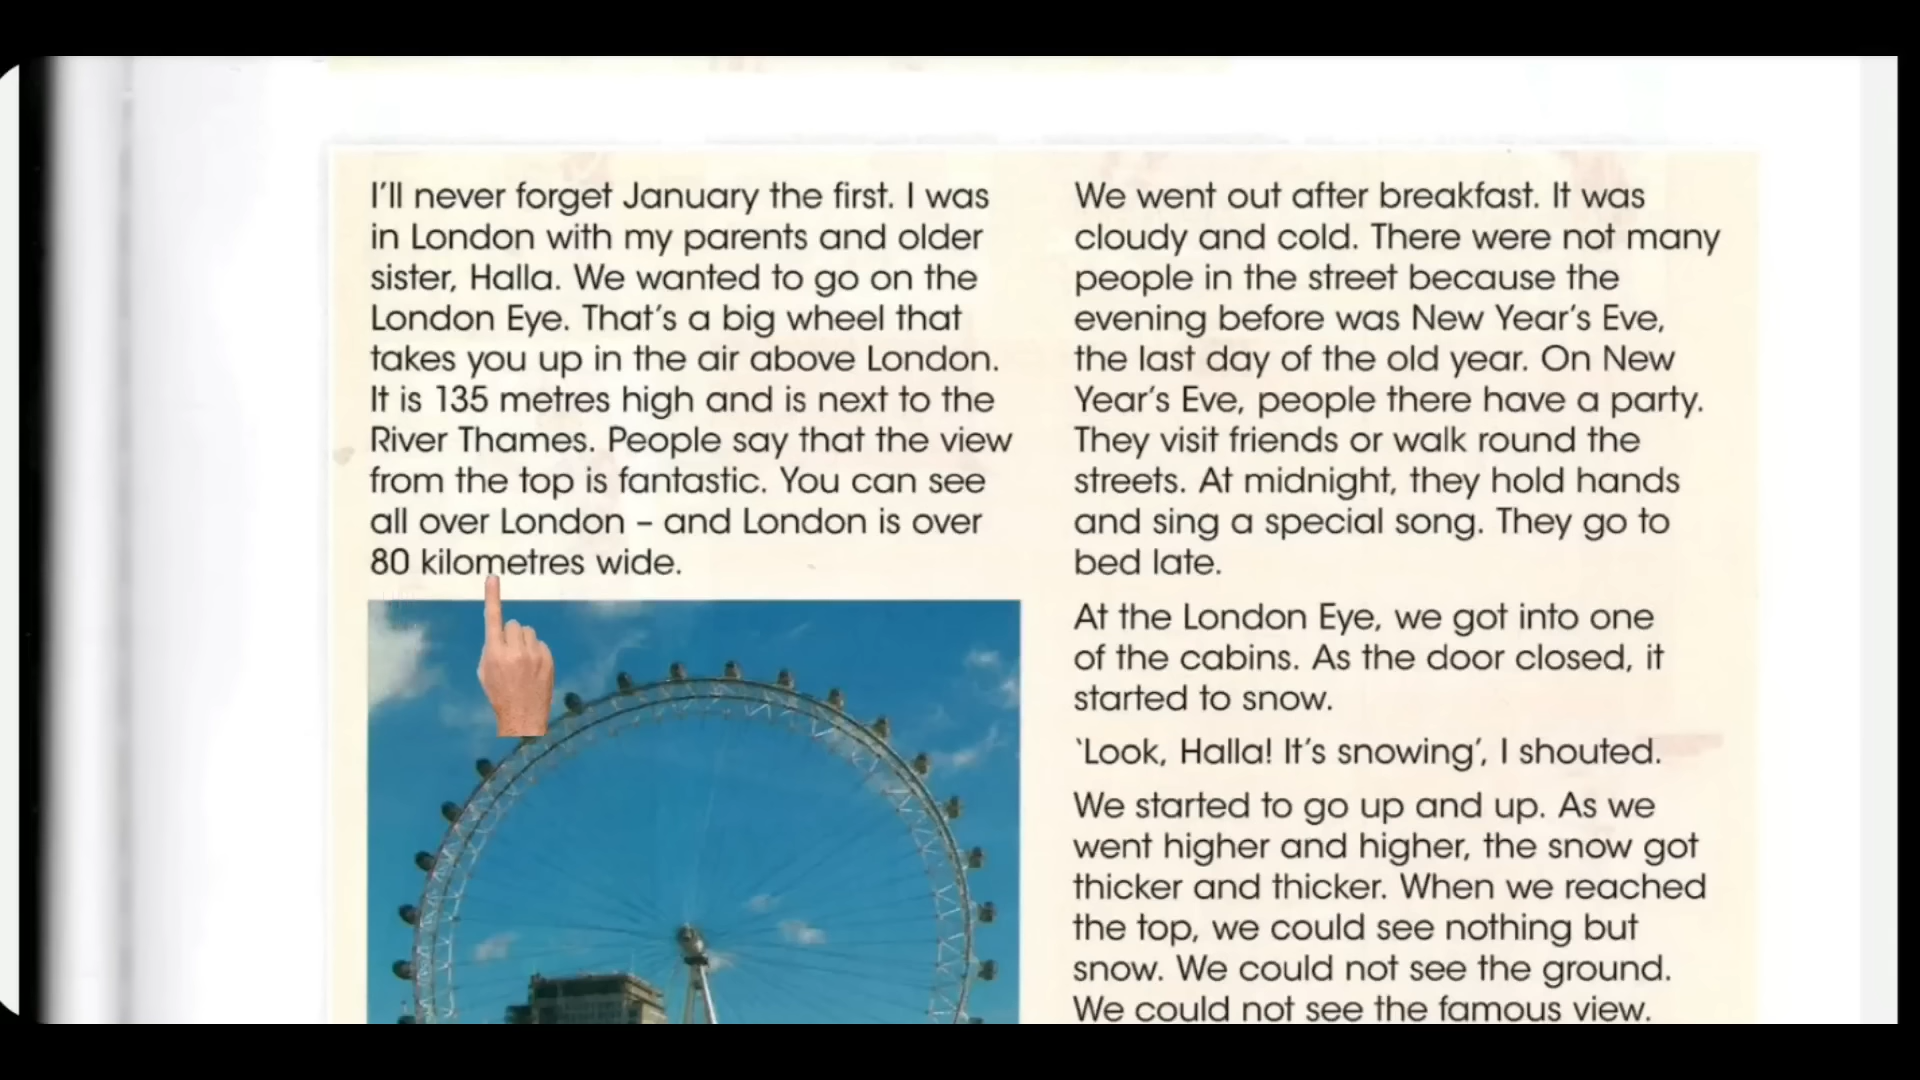 I'll never forget January the first. I was
in London with my parents and older
sister, Halla. We wanted to go on the
London Eye. That's a big wheel that
takes you up in the air above London.
It is 135 metres high and is next to the
River Thames. People say that the view
from the top is fantastic. You can see
all over London – and London is over
80 kilometres wide.
We went out after breakfast. It was
cloudy and cold. There were not many
people in the street because the
evening before was New Year's Eve,
the last day of the old year. On New
Year's Eve, people there have a party.
They visit friends or walk round the
streets. At midnight, they hold hands
and sing a special song. They go to
bed late.
At the London Eye, we got into one
of the cabins. As the door closed, it
started to snow.
‘Look, Halla! It's snowing’, I shouted.
We started to go up and up. As we
went higher and higher, the snow got
thicker and thicker. When we reached
the top, we could see nothing but
snow. We could not see the ground.
We could not see the famous view.